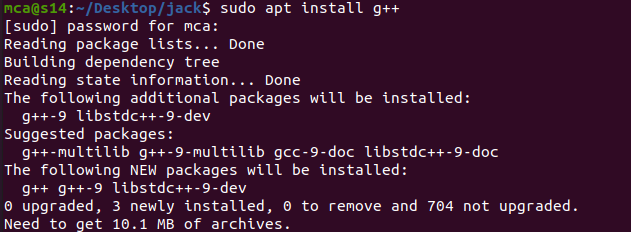 mca@s14:~/Desktop/jack$ sudo apt install g++
[sudo] password for mca:
Reading package lists... Done
Building dependency tree
Reading state information... Done
The following additional packages will be installed:
  g++-9 libstdc++-9-dev
Suggested packages:
  g++-multilib g++-9-multilib gcc-9-doc libstdc++-9-doc
The following NEW packages will be installed:
  g++ g++-9 libstdc++-9-dev
0 upgraded, 3 newly installed, 0 to remove and 704 not upgraded.
Need to get 10.1 MB of archives.